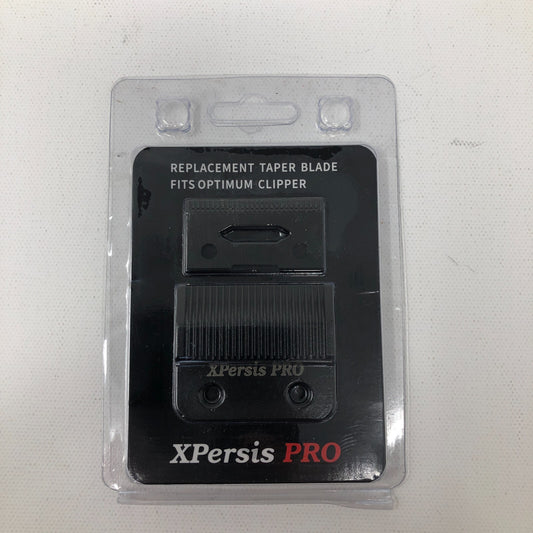 REPLACEMENT TAPER BLADE
FITS OPTIMUM CLIPPER
XPersis PRO
XPersis PRO